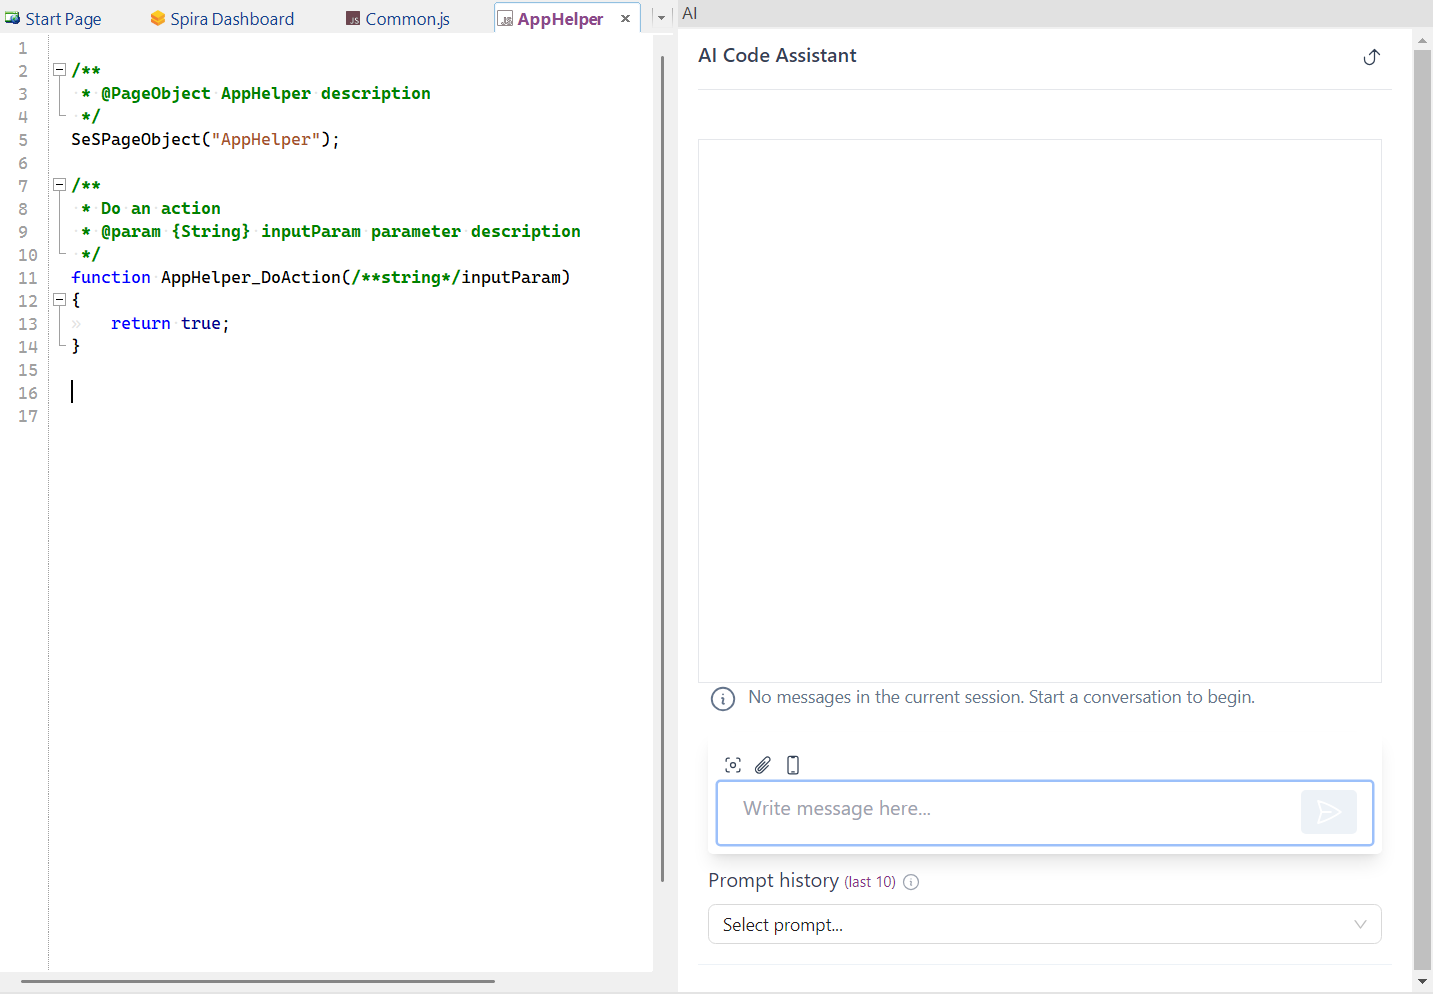 Start Page
Spira Dashboard
Common.js
AppHelper
AI
1
2 /**
3 * @PageObject AppHelper description
4 */
5 SeSPageObject("AppHelper");
6
7 /**
8 * Do an action
9 * @param {String} inputParam parameter description
10 */
11 function AppHelper_DoAction(/**string*/inputParam)
12 {
13 return true;
14 }
15
16
17
AI Code Assistant
No messages in the current session. Start a conversation to begin.
Write message here...
Prompt history (last 10)
Select prompt...